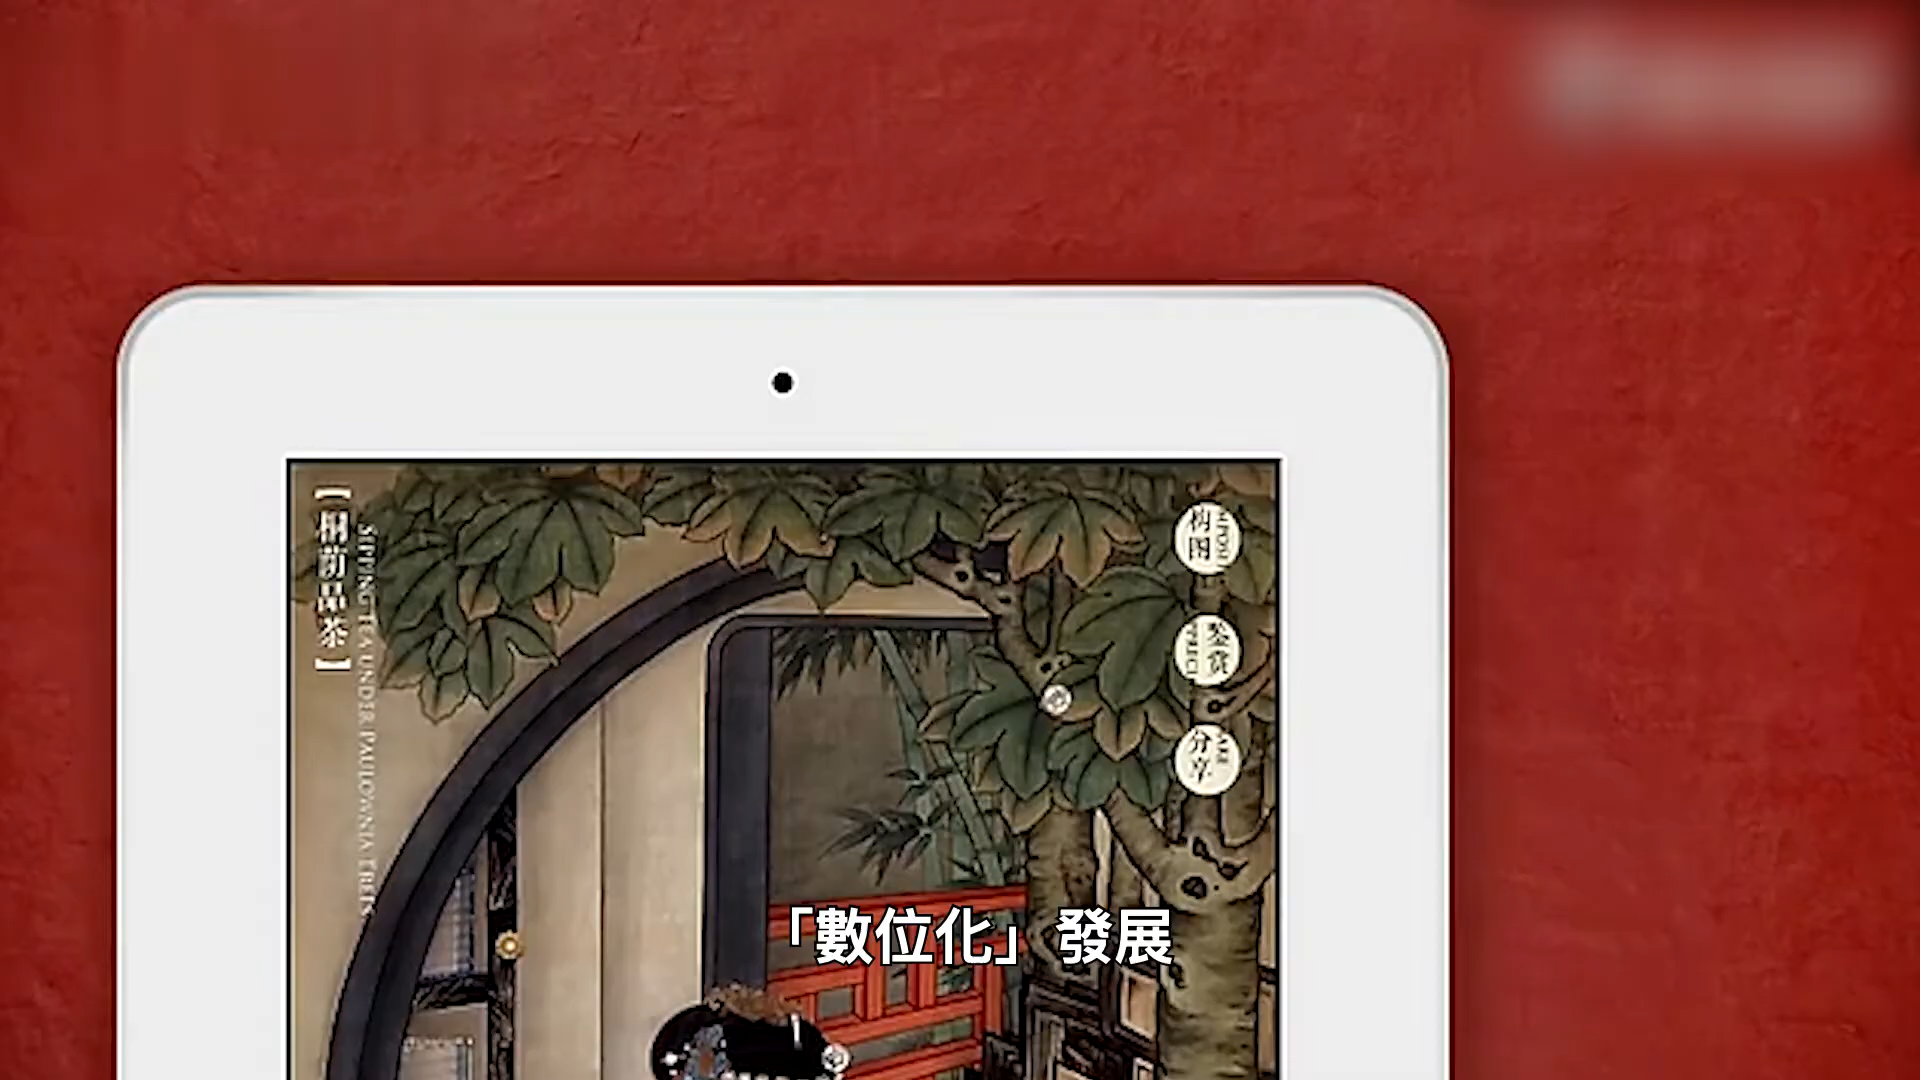 【桐荫品茶】
SIPPING TEA UNDER PAULOWNIA TREES
构图
鉴赏
分享
「數位化」發展